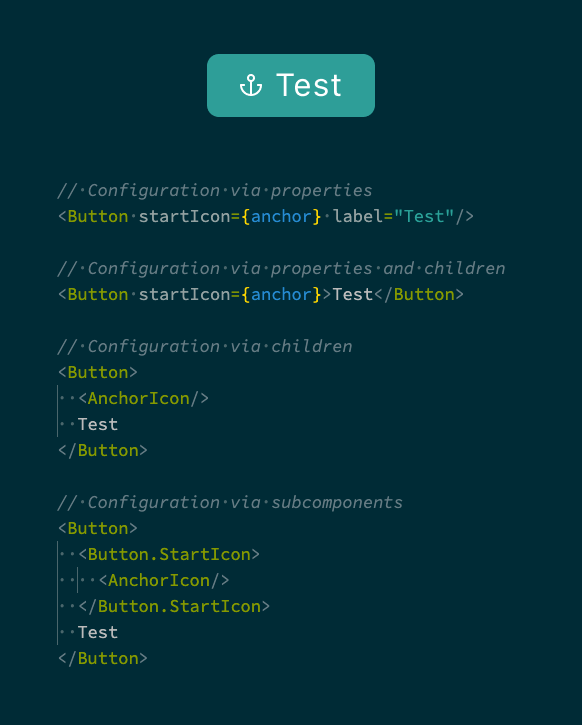 Test
// Configuration via properties
<Button startIcon={anchor} label="Test"/>
// Configuration via properties and children
<Button startIcon={anchor}>Test</Button>
// Configuration via children
<Button>
  <AnchorIcon/>
  Test
</Button>
// Configuration via subcomponents
<Button>
  <Button.StartIcon>
    <AnchorIcon/>
  </Button.StartIcon>
  Test
</Button>